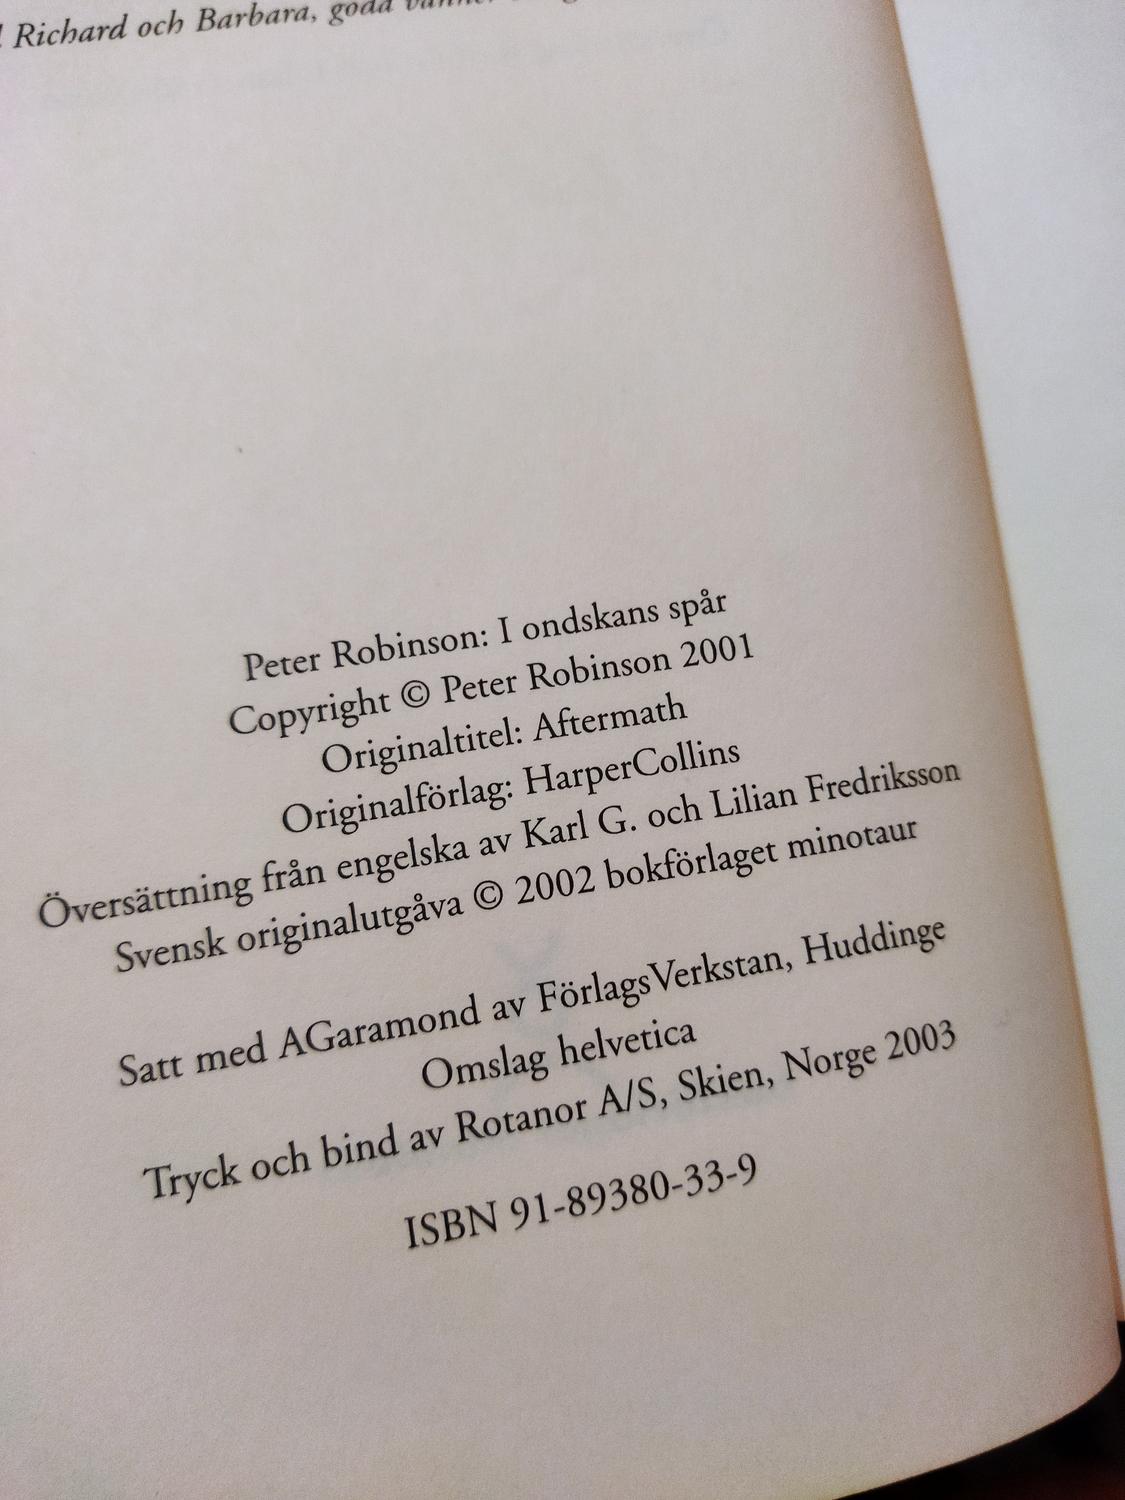 Richard och Barbara, goda
Peter Robinson: I ondskans spår
Copyright © Peter Robinson 2001
Originaltitel: Aftermath
Originalförlag: HarperCollins
Översättning från engelska av Karl G. och Lilian Fredriksson
Svensk originalutgåva © 2002 bokförlaget minotaur
Satt med AGaramond av FörlagsVerkstan, Huddinge
Omslag helvetica
Tryck och bind av Rotanor A/S, Skien, Norge 2003
ISBN 91-89380-33-9